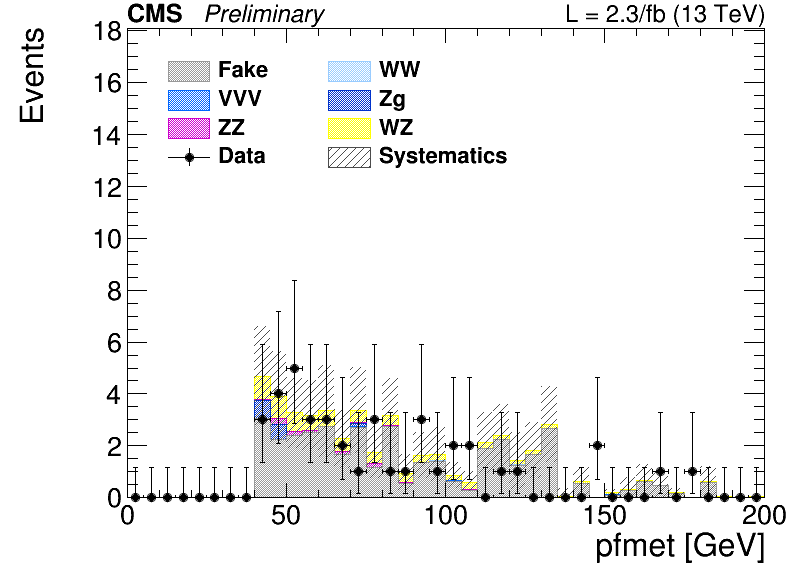 CMS Preliminary L = 2.3/fb (13 TeV)
Events
18
16
14
12
10
8
6
4
2
0
Fake WW
VVV Zg
ZZ WZ
Data Systematics
0 50 100 150 200
pfmet [GeV]